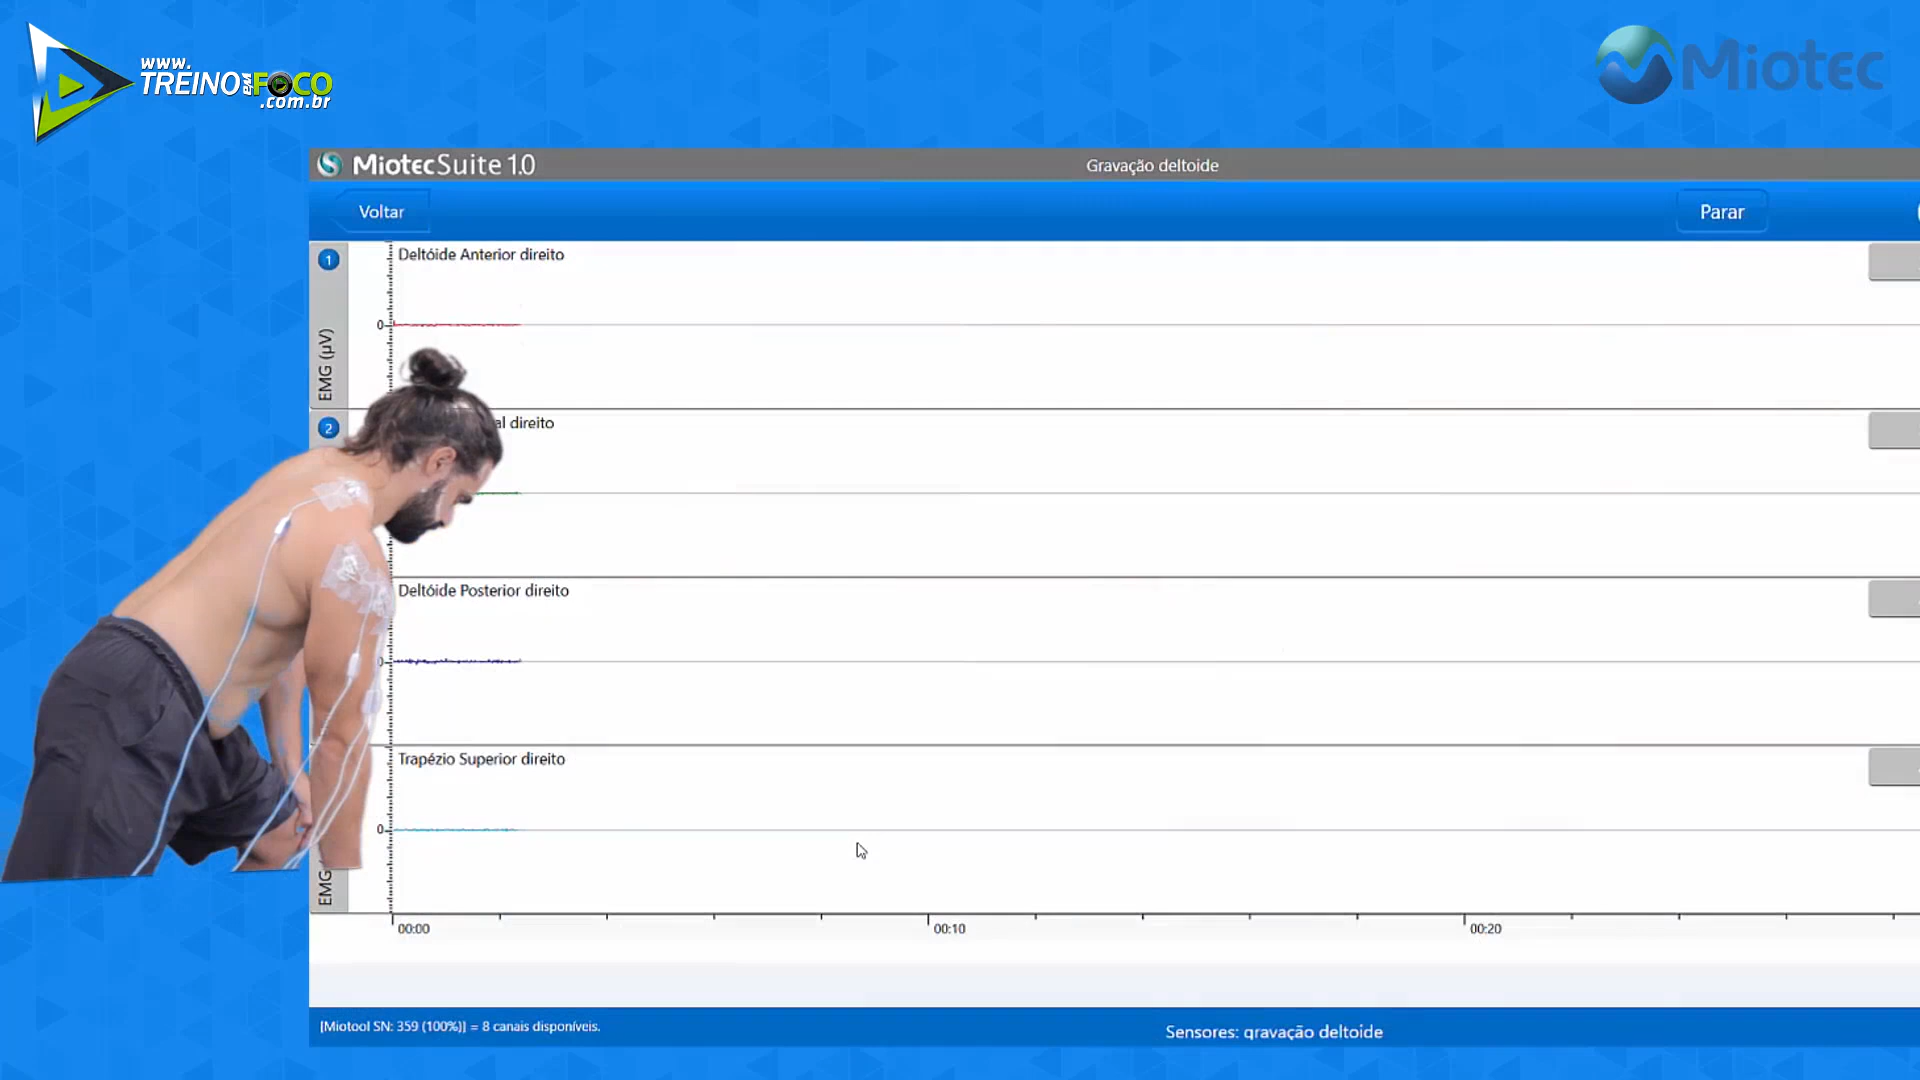 www.
TREINO EM FOCO
.com.br
Miotec
MiotecSuite 1.0
Gravação deltoide
Voltar
Parar
1
Deltóide Anterior direito
0
EMG (µV)
2
al direito
Deltóide Posterior direito
0
Trapézio Superior direito
0
EMG
00:00
00:10
00:20
[Miotool SN: 359 (100%)] = 8 canais disponíveis.
Sensores: gravação deltoide